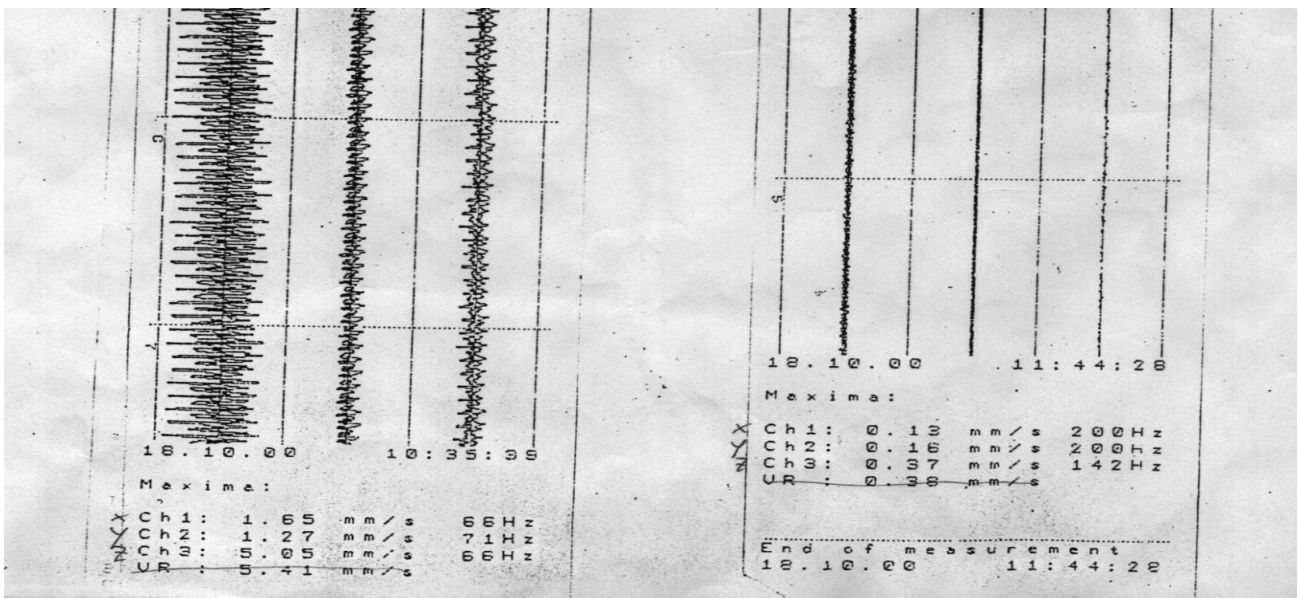 18.10.00 10:35:39
Maxima:
X Ch1: 1.65 mm/s 66Hz
Y Ch2: 1.27 mm/s 71Hz
Z Ch3: 5.05 mm/s 66Hz
VR : 5.41 mm/s
5
18.10.00 11:44:28
Maxima:
X Ch1: 0.13 mm/s 200Hz
Y Ch2: 0.16 mm/s 200Hz
Z Ch3: 0.37 mm/s 142Hz
VR : 0.38 mm/s
End of measurement
18.10.00 11:44:28